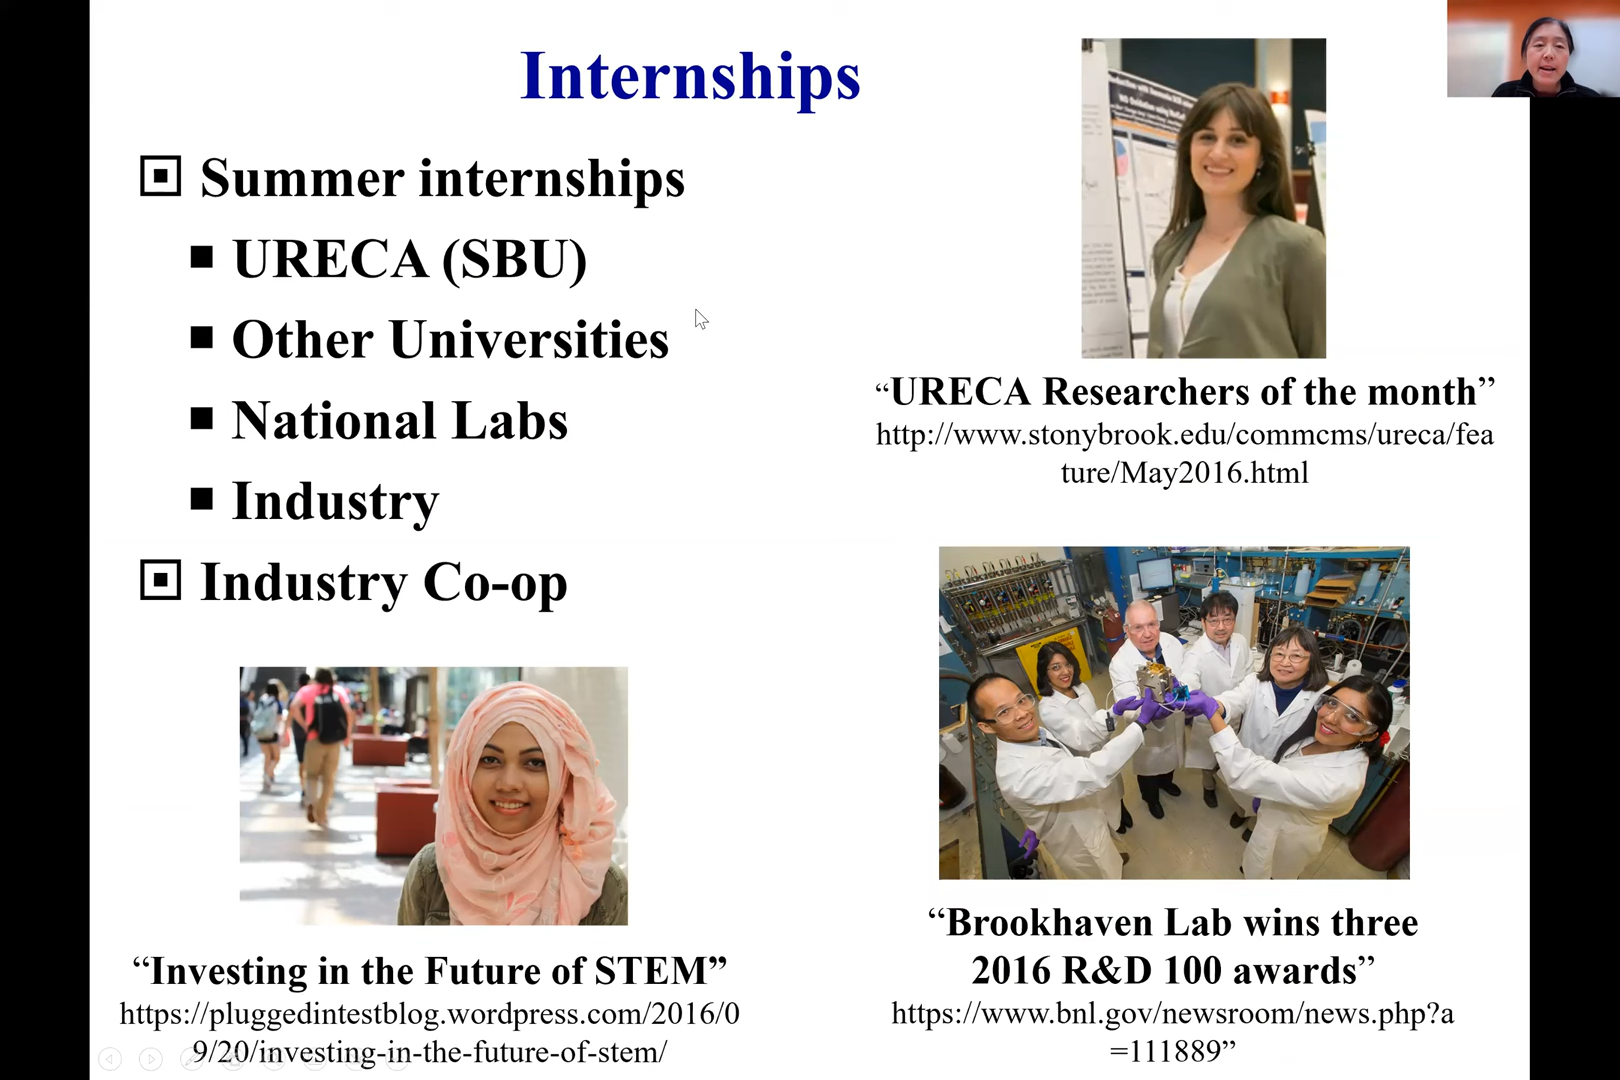 Internships
Summer internships
URECA (SBU)
Other Universities
National Labs
Industry
Industry Co-op
“URECA Researchers of the month”
http://www.stonybrook.edu/commcms/ureca/fea
ture/May2016.html
“Investing in the Future of STEM”
https://pluggedintestblog.wordpress.com/2016/0
9/20/investing-in-the-future-of-stem/
“Brookhaven Lab wins three
2016 R&D 100 awards”
https://www.bnl.gov/newsroom/news.php?a
=111889”